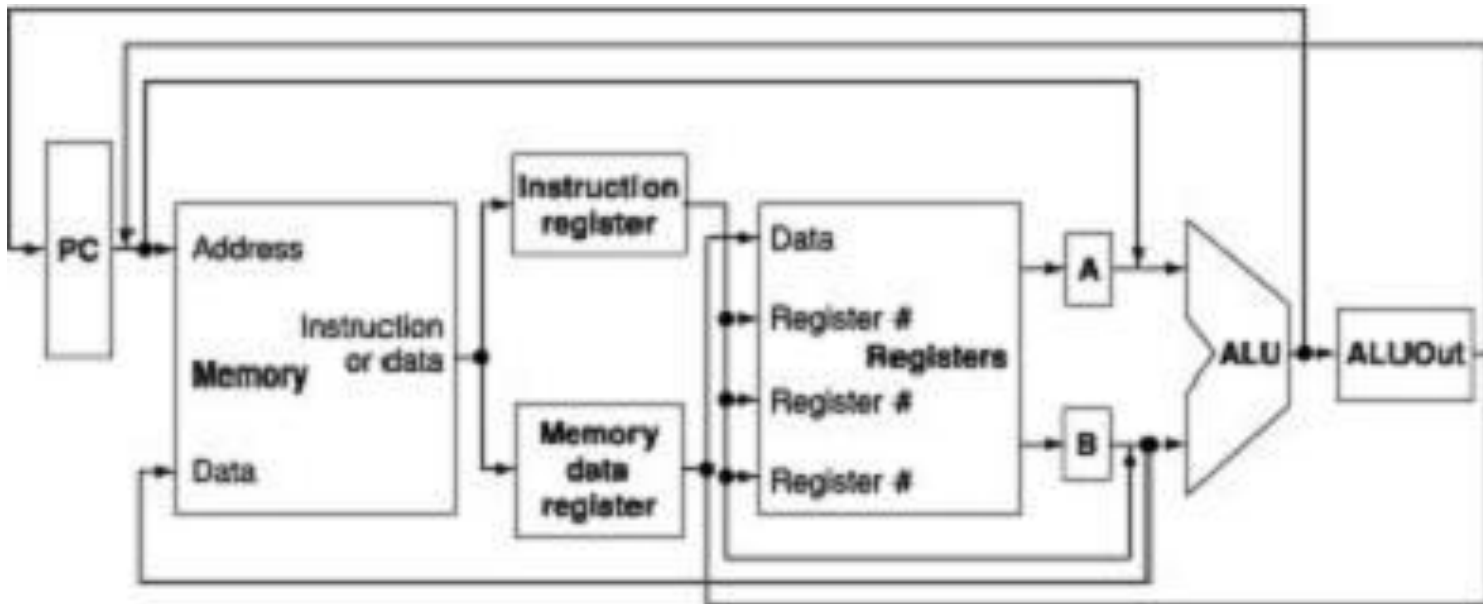 PC
Address
Instruction
or data
Memory
Data
Instruction
register
Memory
data
register
Data
Register #
Registers
Register #
Register #
A
B
ALU
ALUOut